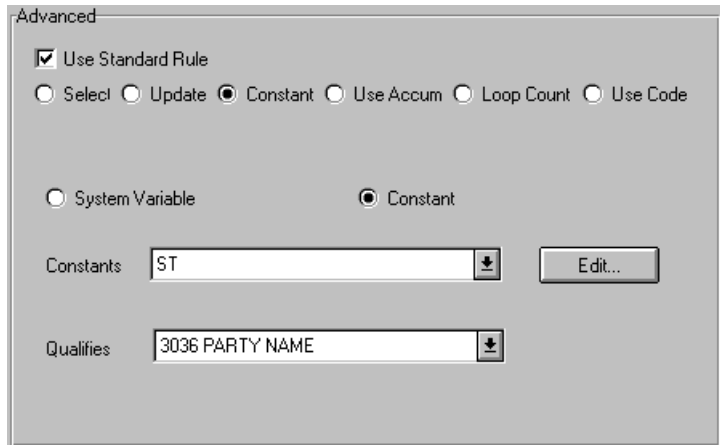 Advanced
Use Standard Rule
Select Update Constant Use Accum Loop Count Use Code
System Variable Constant
Constants ST Edit...
Qualifies 3036 PARTY NAME